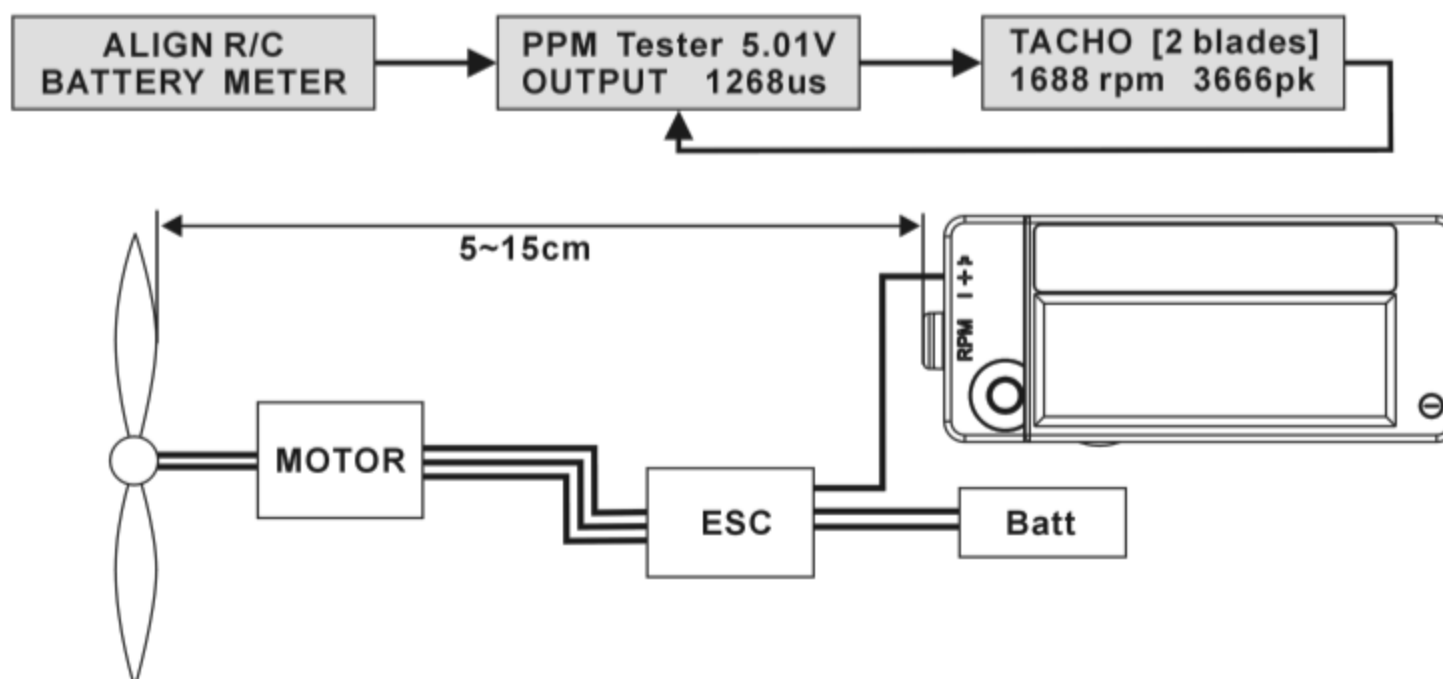 ALIGN R/C
BATTERY METER
PPM Tester 5.01V
OUTPUT 1268us
TACHO [2 blades]
1688 rpm 3666pk
5~15cm
RPM
MOTOR
ESC
Batt